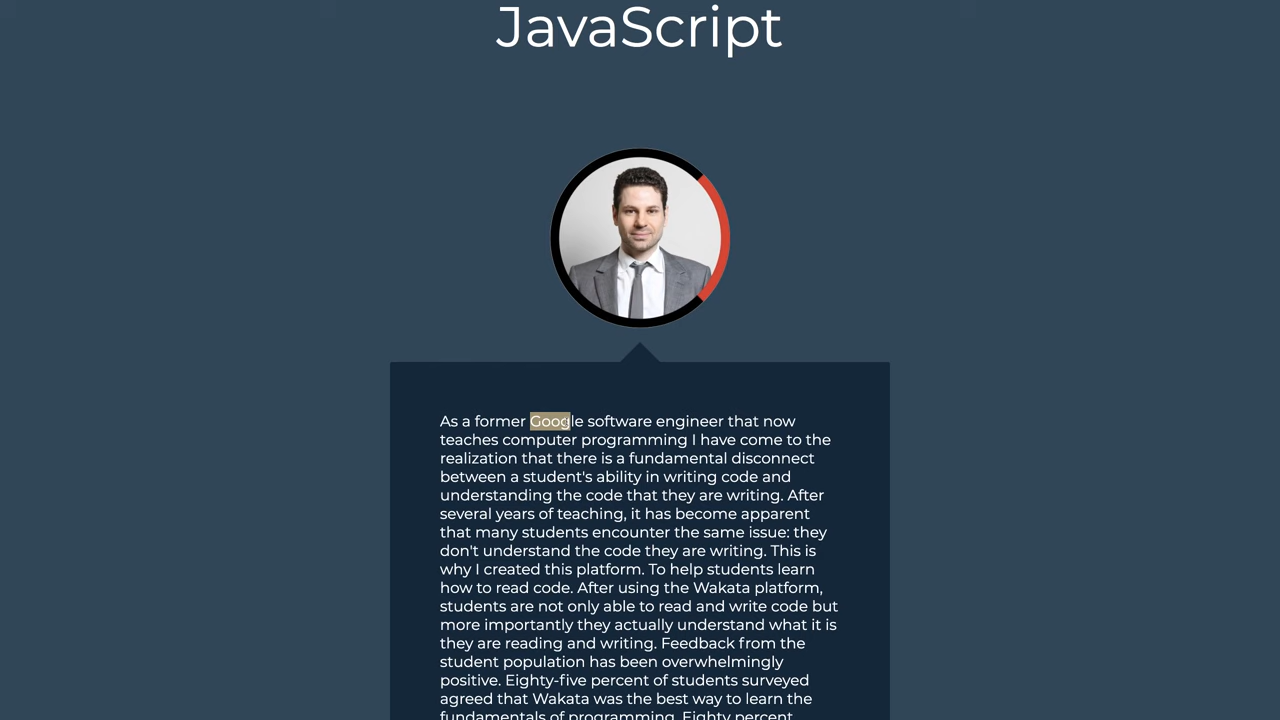 JavaScript
As a former Google software engineer that now
teaches computer programming I have come to the
realization that there is a fundamental disconnect
between a student's ability in writing code and
understanding the code that they are writing. After
several years of teaching, it has become apparent
that many students encounter the same issue: they
don't understand the code they are writing. This is
why I created this platform. To help students learn
how to read code. After using the Wakata platform,
students are not only able to read and write code but
more importantly they actually understand what it is
they are reading and writing. Feedback from the
student population has been overwhelmingly
positive. Eighty-five percent of students surveyed
agreed that Wakata was the best way to learn the
fundamentals of programming. Eighty percent